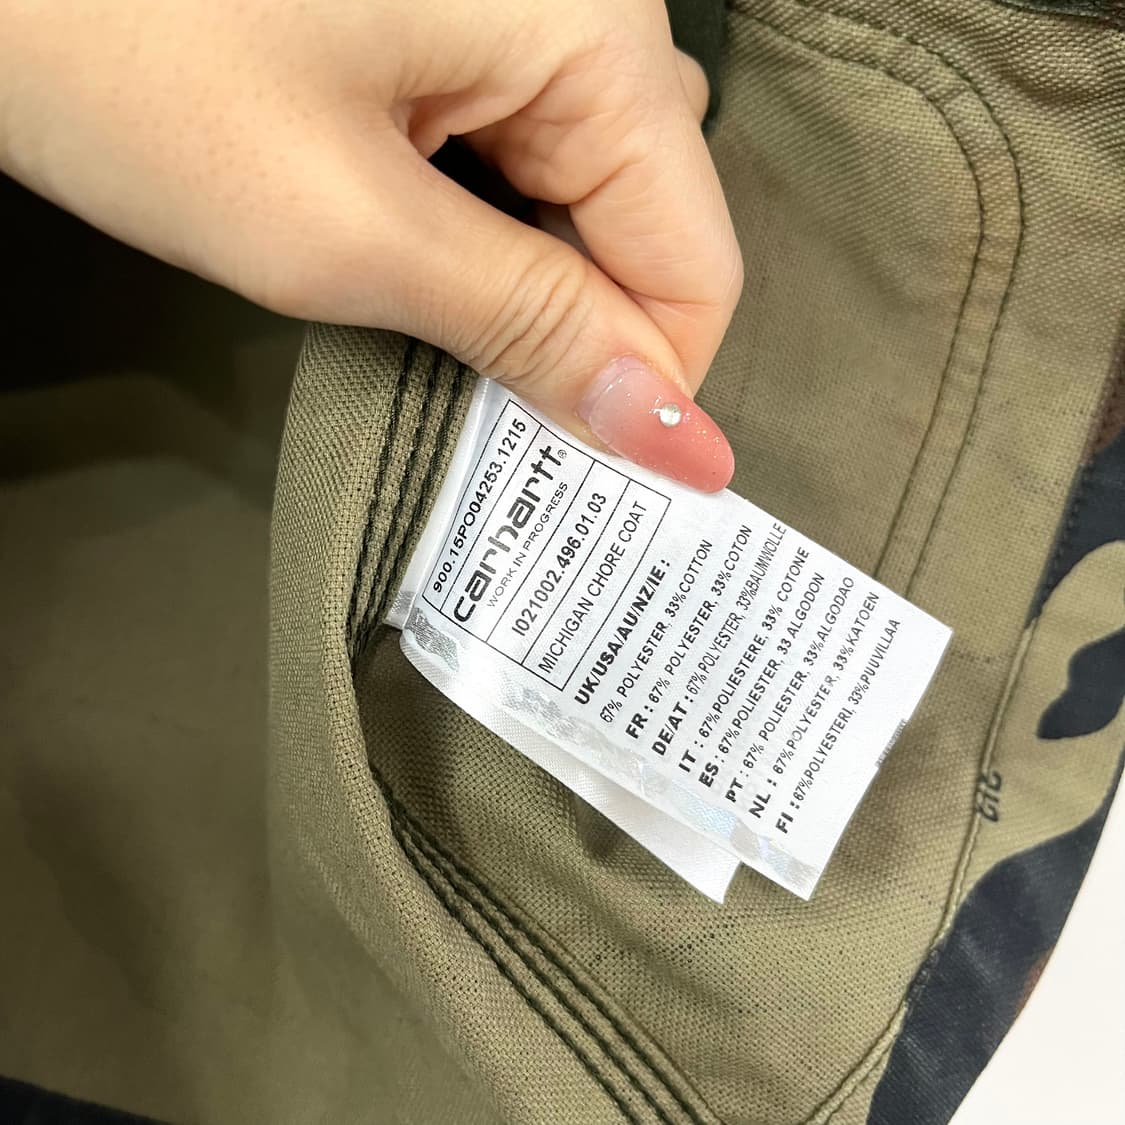 900.15PO04253.1215
carhartt®
WORK IN PROGRESS
I021002.496.01.03
MICHIGAN CHORE COAT
UK/USA/AU/NZ/IE :
67% POLYESTER, 33%COTTON
FR : 67% POLYESTER, 33% COTON
DE/AT : 67% POLYESTER, 33%BAUMWOLLE
IT : 67% POLIESTERE, 33% COTONE
ES : 67%POLIESTER, 33 ALGODON
PT : 67% POLIESTER, 33%ALGODAO
NL : 67% POLYESTER, 33% KATOEN
FI : 67%POLYESTERI, 33%PUUVILLAA